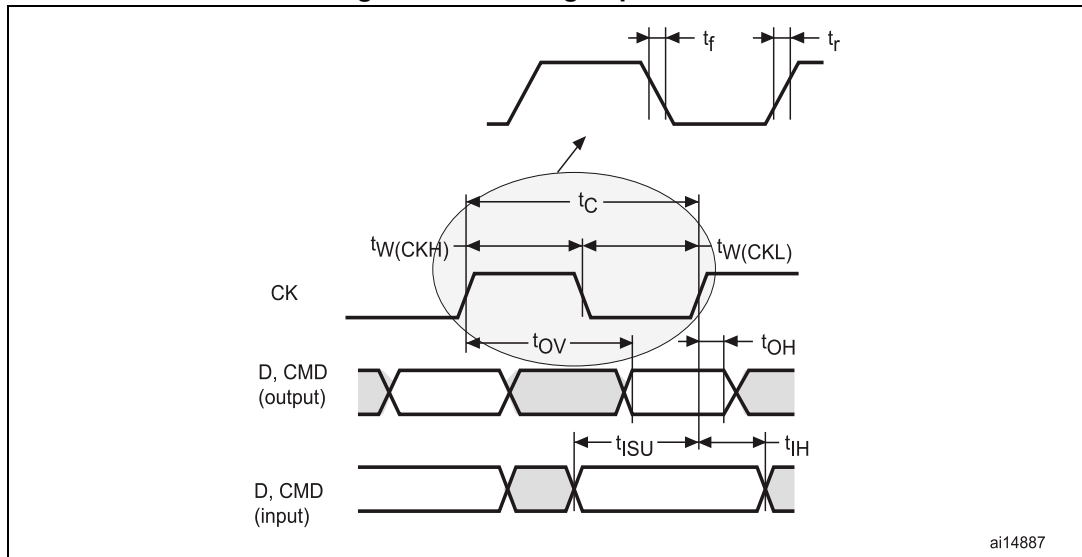 tf
tr
tC
tW(CKH)
tW(CKL)
CK
tOV
tOH
D, CMD
(output)
tISU
tIH
D, CMD
(input)
ai14887